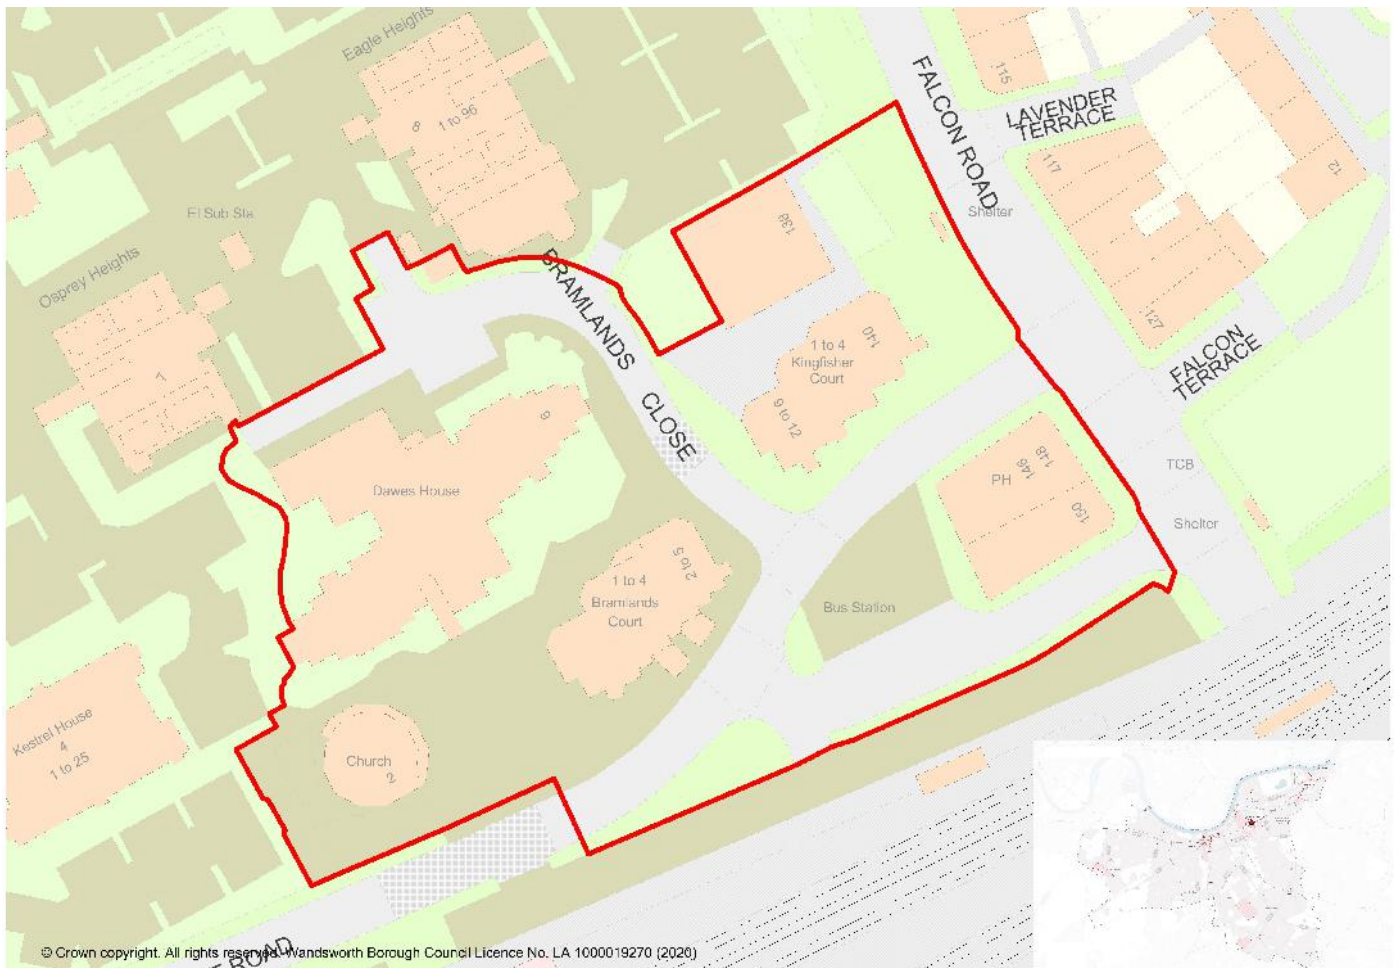 Eagle Heights
8
1 to 96
El Sub Sta
Osprey Heights
1
FALCON ROAD
115
LAVENDER
TERRACE
117
12
Shelter
138
BRAMLANDS CLOSE
140
1 to 4
Kingfisher
Court
9 to 12
127
FALCON
TERRACE
9
Dawes House
PH
148
146
150
TCB
Shelter
1 to 4
Bramlands
Court
2 to 5
Bus Station
Kestrel House
4
1 to 25
Church
2
ROAD
© Crown copyright. All rights reserved. Wandsworth Borough Council Licence No. LA 1000019270 (2020)